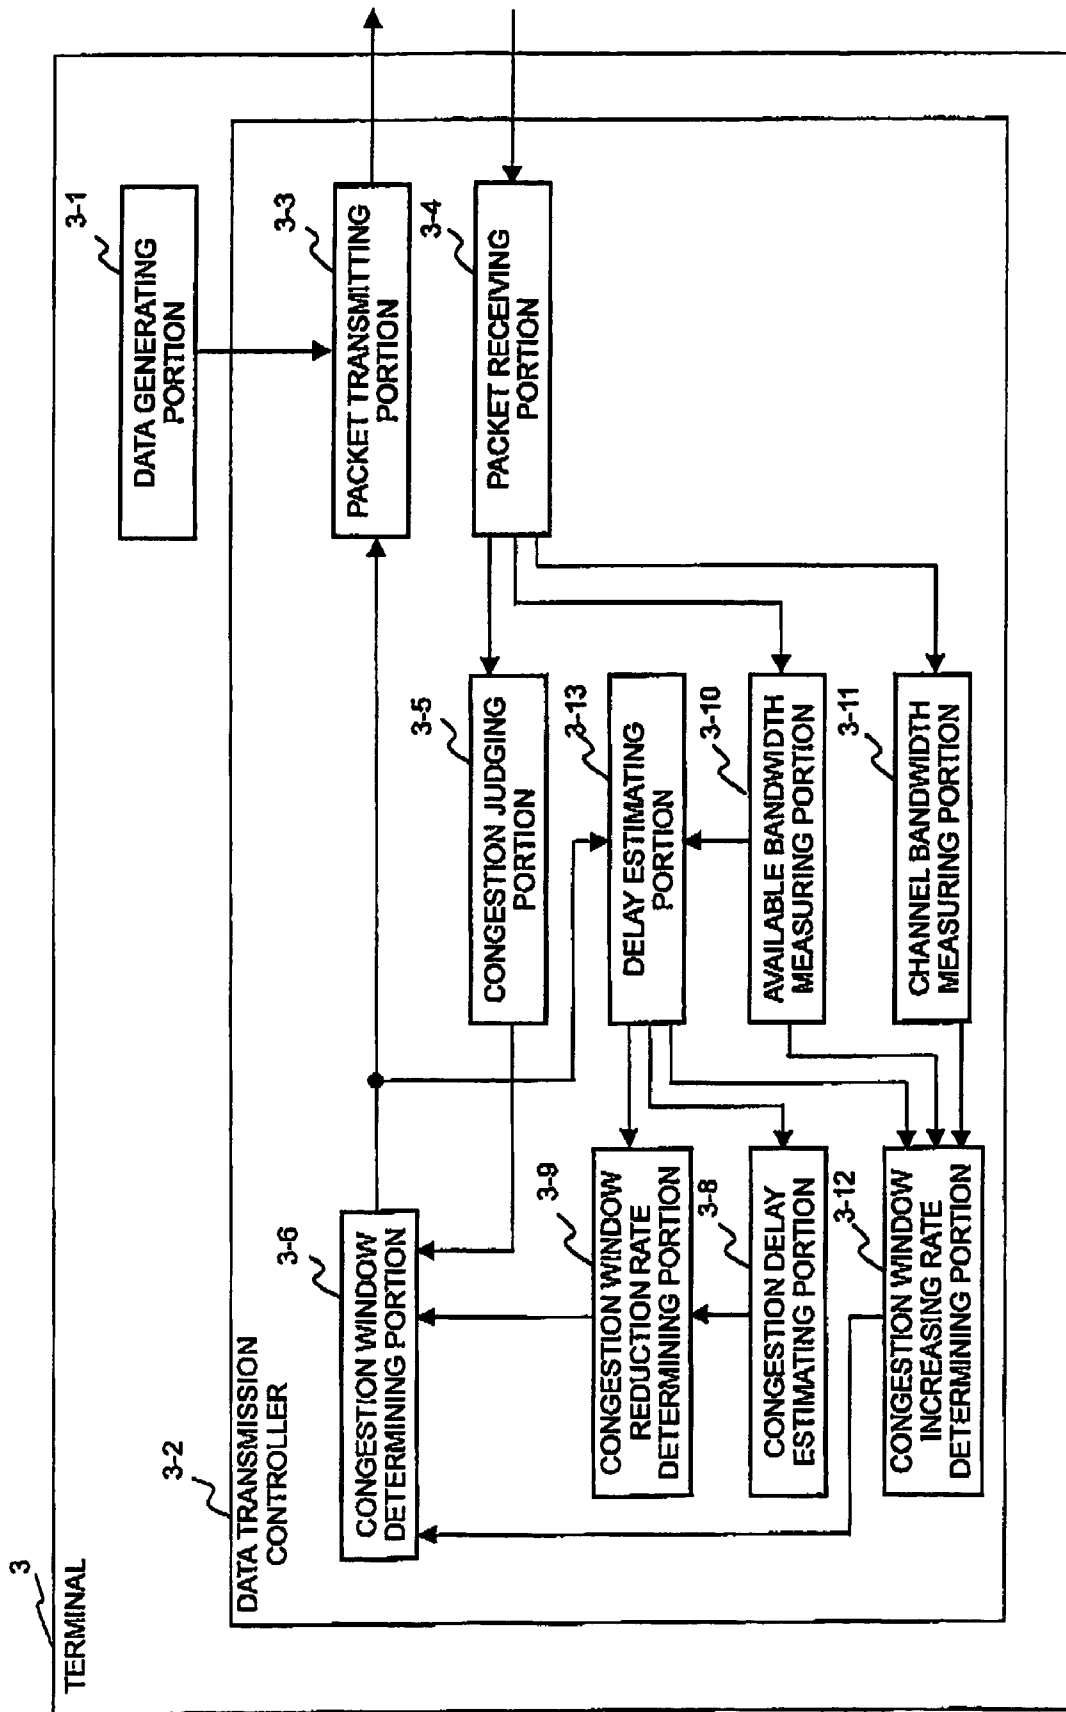 3
TERMINAL
3-1
DATA GENERATING
PORTION
3-2
DATA TRANSMISSION
CONTROLLER
3-6
CONGESTION WINDOW
DETERMINING PORTION
3-3
PACKET TRANSMITTING
PORTION
3-5
CONGESTION JUDGING
PORTION
3-4
PACKET RECEIVING
PORTION
3-9
CONGESTION WINDOW
REDUCTION RATE
DETERMINING PORTION
3-13
DELAY ESTIMATING
PORTION
3-8
CONGESTION DELAY
ESTIMATING PORTION
3-10
AVAILABLE BANDWIDTH
MEASURING PORTION
3-12
CONGESTION WINDOW
INCREASING RATE
DETERMINING PORTION
3-11
CHANNEL BANDWIDTH
MEASURING PORTION